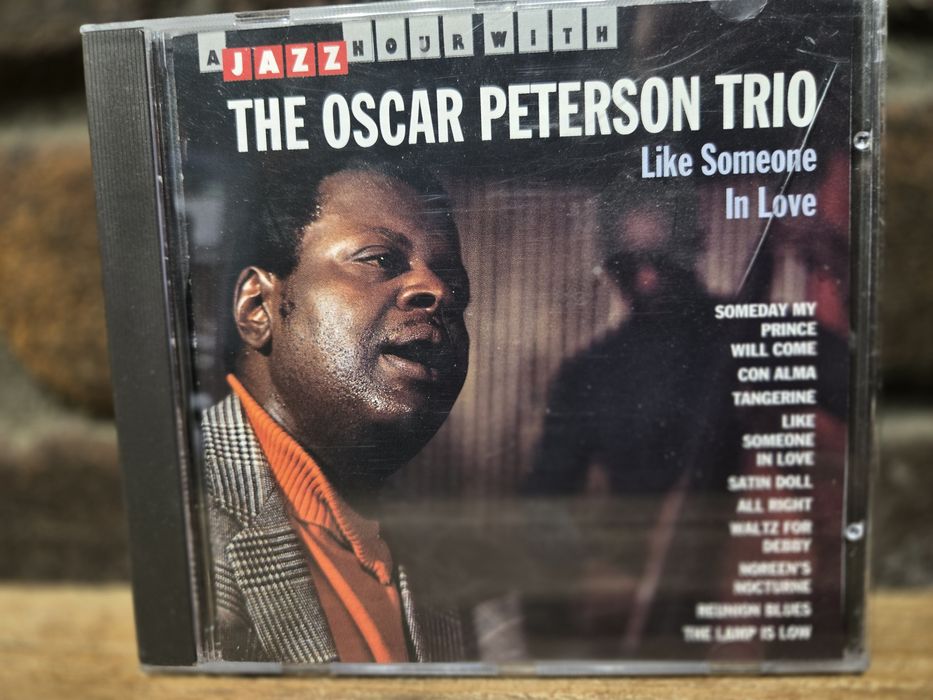 A JAZZ HOUR WITH
THE OSCAR PETERSON TRIO
Like Someone
In Love
SOMEDAY MY
PRINCE
WILL COME
CON ALMA
TANGERINE
LIKE
SOMEONE
IN LOVE
SATIN DOLL
ALL RIGHT
WALTZ FOR
DEBBY
NOREEN'S
NOCTURNE
REUNION BLUES
THE LAMP IS LOW